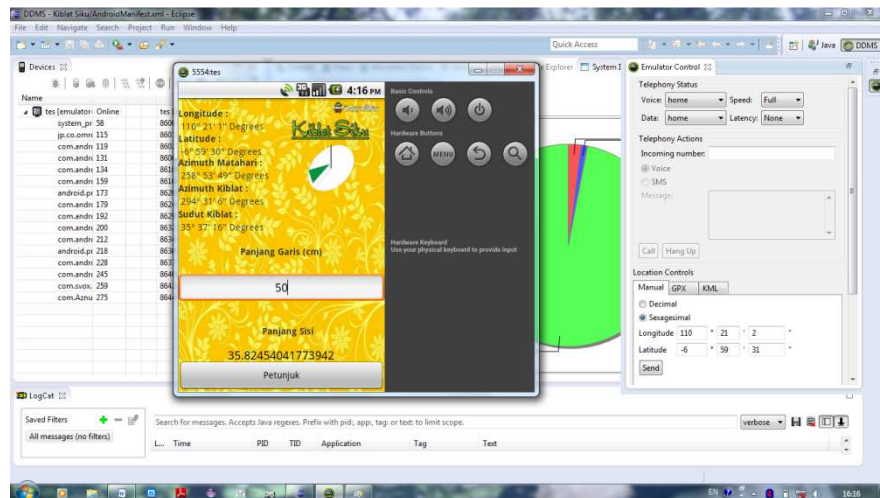 DDMS - Kiblat Siku/AndroidManifest.xml - Eclipse
File Edit Navigate Search Project Run Window Help
Quick Access
Java
DDMS
Devices
Name
tes [emulator- Online tes
system_pr 58
jp.co.omr 115
com.andr 119
com.andr 131
com.andr 134
com.andr 159
android.pr 173
com.andr 179
com.andr 192
com.andr 200
com.andr 212
android.pr 218
com.andr 228
com.andr 245
com.svox. 259
com.Aznu 275
5554:tes
4:16 PM
Longitude :
110° 21' 1" Degrees
Latitude :
-6° 59' 30" Degrees
Azimuth Matahari :
258° 53' 49" Degrees
Azimuth Kiblat :
294° 31' 6" Degrees
Sudut Kiblat :
35° 37' 16" Degrees
Kiblat Siku
Panjang Garis (cm)
50
Panjang Sisi
35.82454041773942
Petunjuk
Basic Controls
Hardware Buttons
MENU
Hardware Keyboard
Use your physical keyboard to provide input
Explorer
System I
Emulator Control
Telephony Status
Voice: home Speed: Full
Data: home Latency: None
Telephony Actions
Incoming number:
Voice
SMS
Message:
Call Hang Up
Location Controls
Manual GPX KML
Decimal
Sexagesimal
Longitude 110 ° 21 ' 2 "
Latitude -6 ° 59 ' 31 "
Send
LogCat
Saved Filters
All messages (no filters)
Search for messages. Accepts Java regexes. Prefix with pid:, app:, tag: or text: to limit scope.
verbose
L... Time PID TID Application Tag Text
EN
16:16